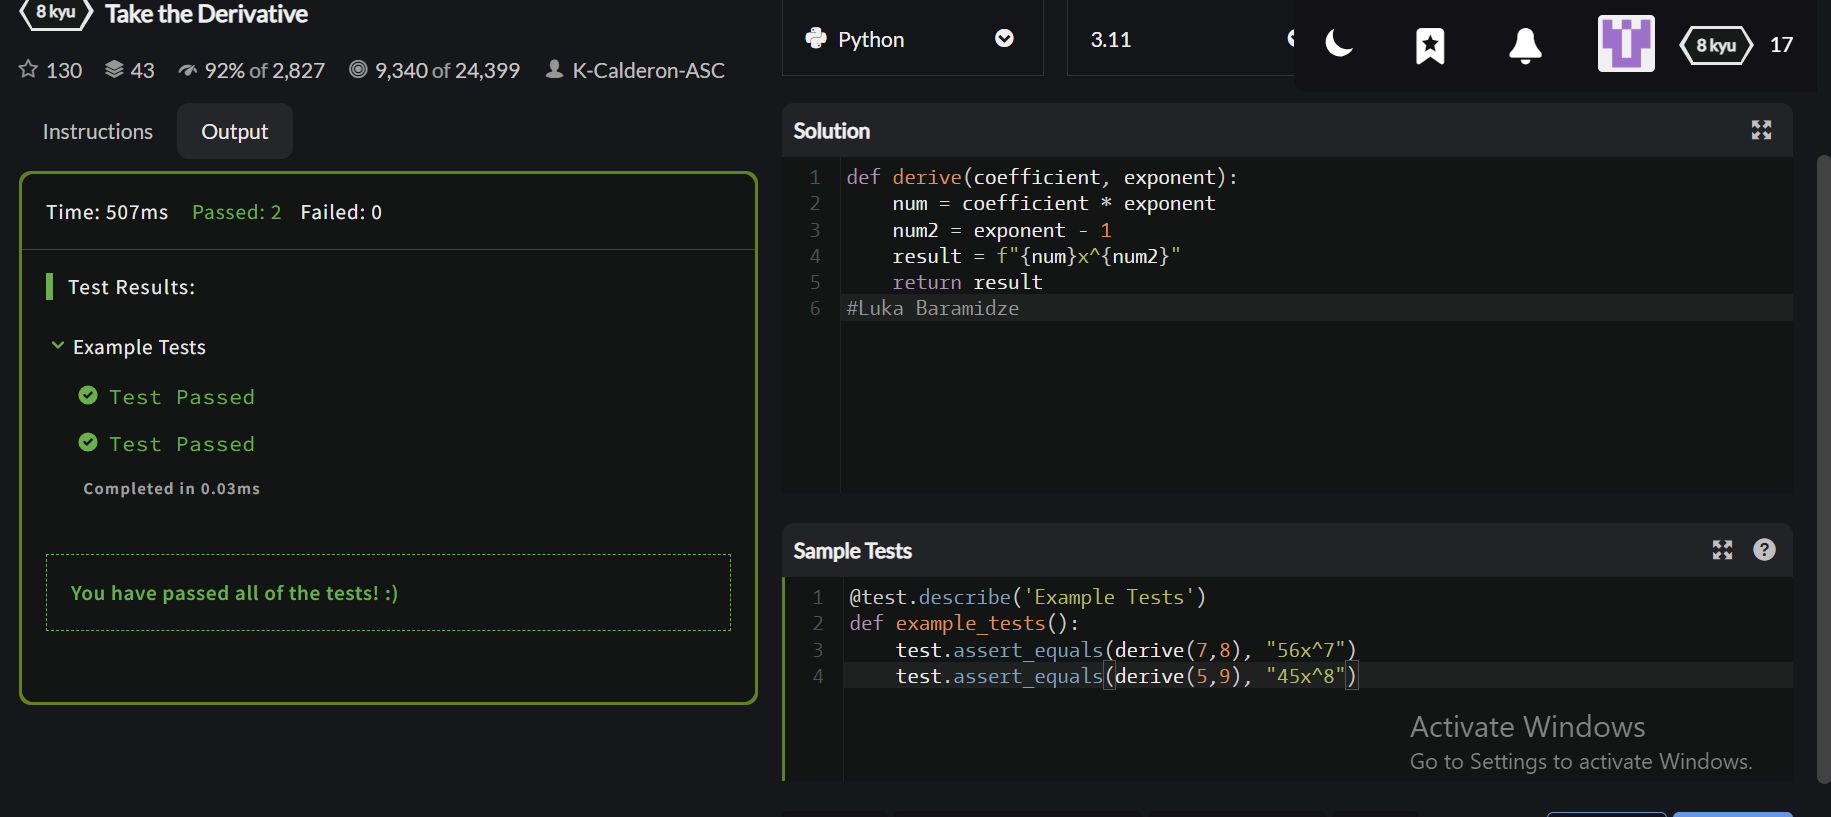 8 kyu Take the Derivative
130 43 92% of 2,827 9,340 of 24,399 K-Calderon-ASC
Python 3.11
8 kyu 17
Instructions Output
Time: 507ms Passed: 2 Failed: 0
Test Results:
Example Tests
Test Passed
Test Passed
Completed in 0.03ms
You have passed all of the tests! :)
Solution
1 def derive(coefficient, exponent):
2 num = coefficient * exponent
3 num2 = exponent - 1
4 result = f"{num}x^{num2}"
5 return result
6 #Luka Baramidze
Sample Tests
1 @test.describe('Example Tests')
2 def example_tests():
3 test.assert_equals(derive(7,8), "56x^7")
4 test.assert_equals(derive(5,9), "45x^8")
Activate Windows
Go to Settings to activate Windows.